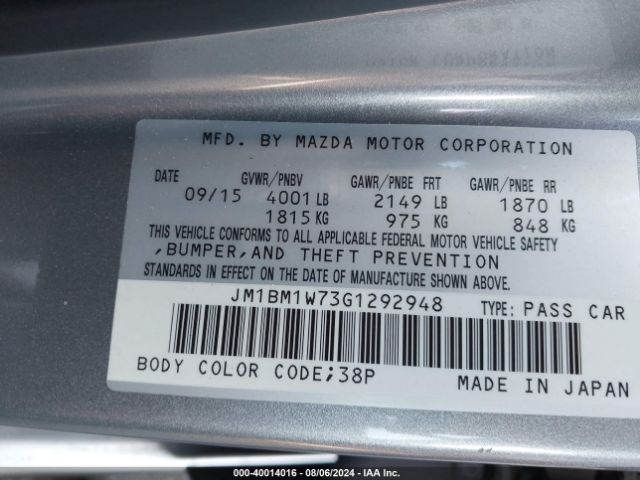 MFD. BY MAZDA MOTOR CORPORATION
DATE GVWR/PNBV GAWR/PNBE FRT GAWR/PNBE RR
09/15 4001 LB 2149 LB 1870 LB
1815 KG 975 KG 848 KG
THIS VEHICLE CONFORMS TO ALL APPLICABLE FEDERAL MOTOR VEHICLE SAFETY
,BUMPER,AND THEFT PREVENTION
STANDARDS IN EFFECT ON THE DATE OF MANUFACTURE SHOWN ABOVE.
JM1BM1W73G1292948 TYPE: PASS CAR
BODY COLOR CODE;38P MADE IN JAPAN
000-40014016 - 08/06/2024 - IAA Inc.